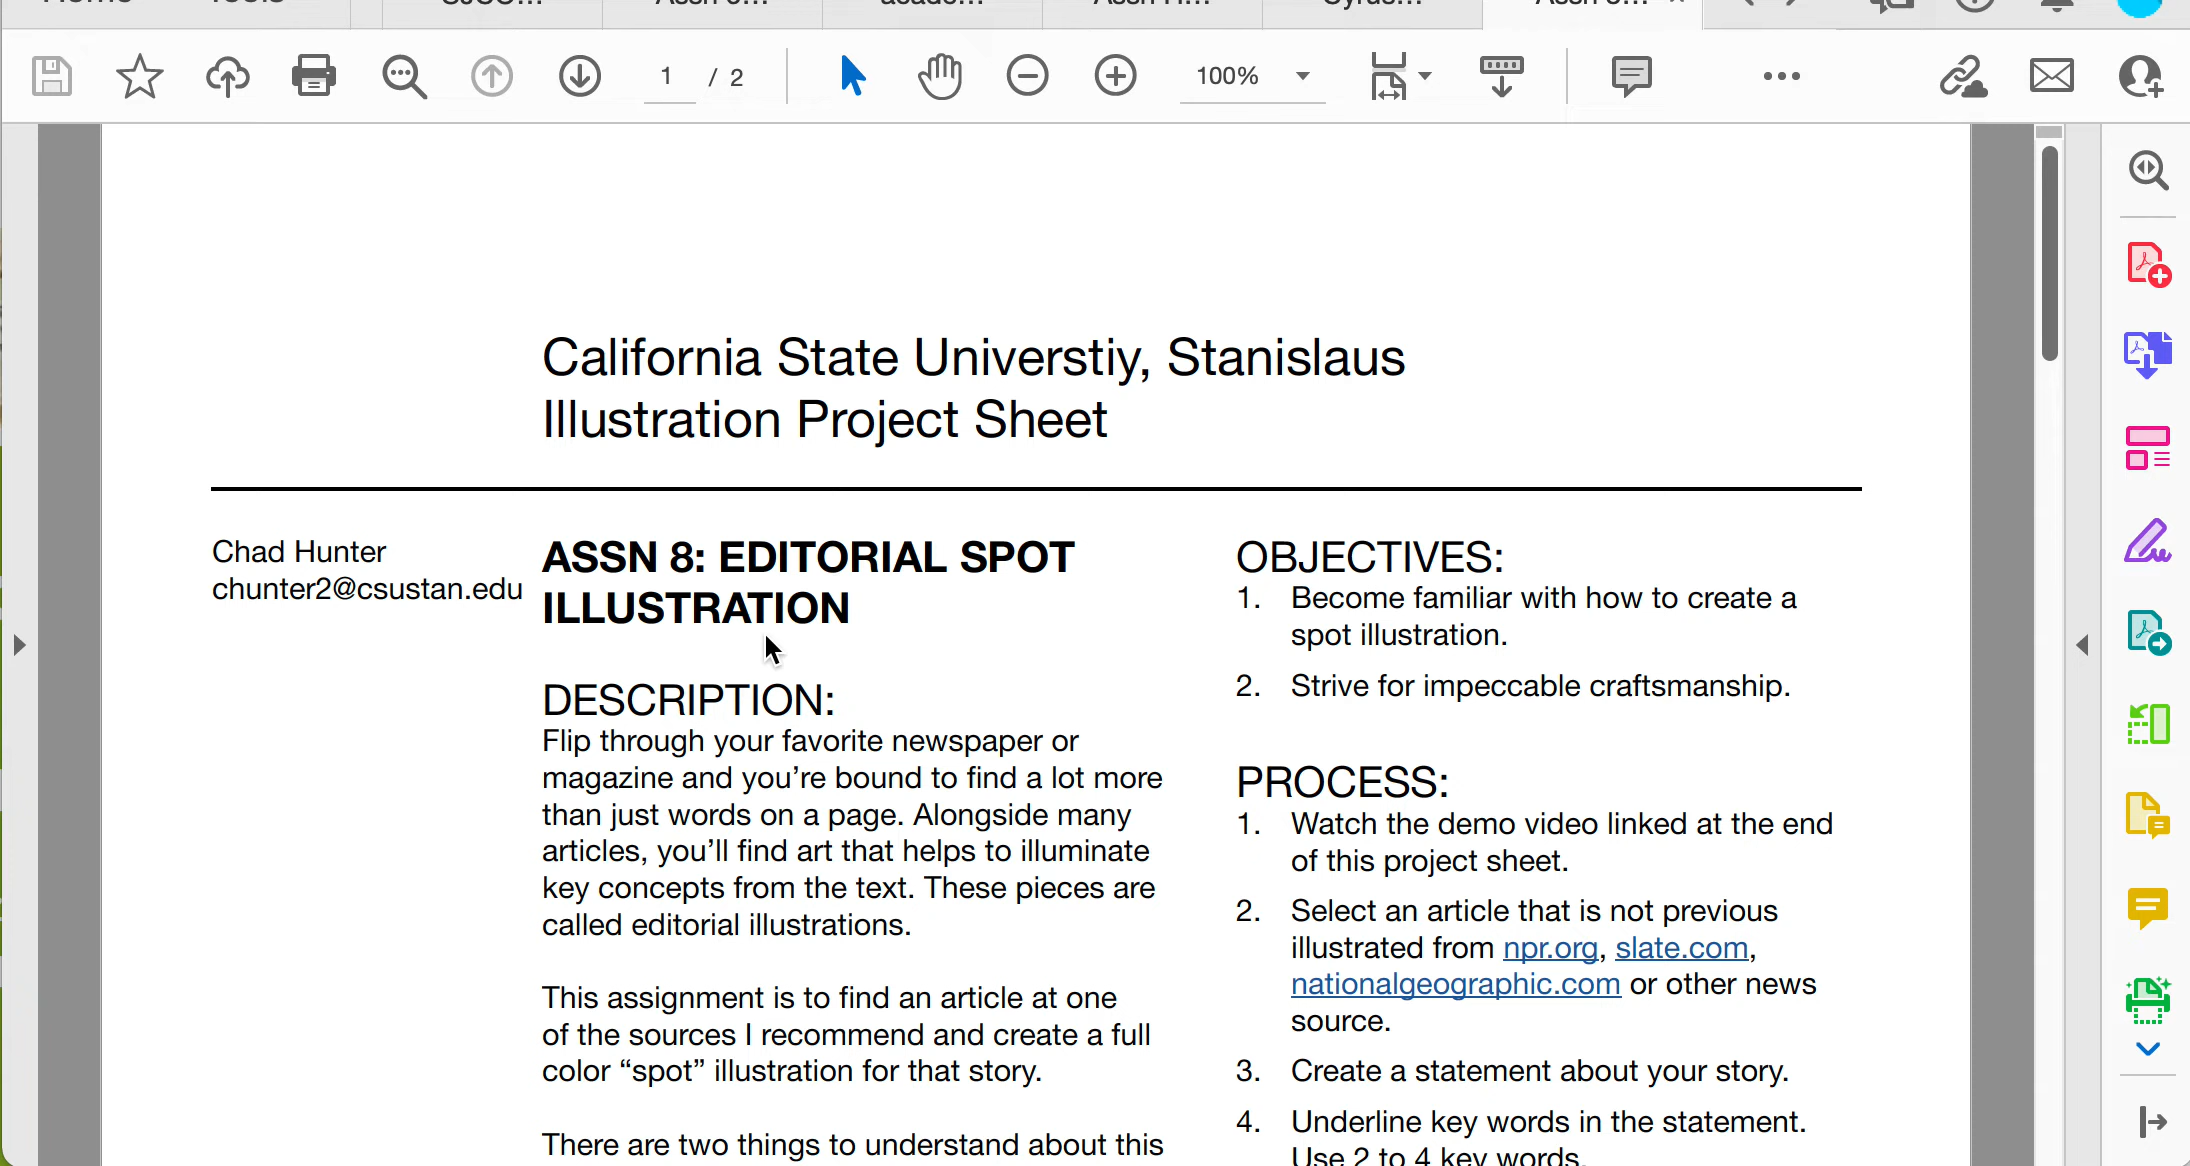 1 / 2
100%
California State Universtiy, Stanislaus
Illustration Project Sheet
Chad Hunter
chunter2@csustan.edu
ASSN 8: EDITORIAL SPOT
ILLUSTRATION
DESCRIPTION:
Flip through your favorite newspaper or
magazine and you’re bound to find a lot more
than just words on a page. Alongside many
articles, you’ll find art that helps to illuminate
key concepts from the text. These pieces are
called editorial illustrations.
This assignment is to find an article at one
of the sources I recommend and create a full
color “spot” illustration for that story.
There are two things to understand about this
OBJECTIVES:
1. Become familiar with how to create a
spot illustration.
2. Strive for impeccable craftsmanship.
PROCESS:
1. Watch the demo video linked at the end
of this project sheet.
2. Select an article that is not previous
illustrated from npr.org, slate.com,
nationalgeographic.com or other news
source.
3. Create a statement about your story.
4. Underline key words in the statement.
Use 2 to 4 key words.